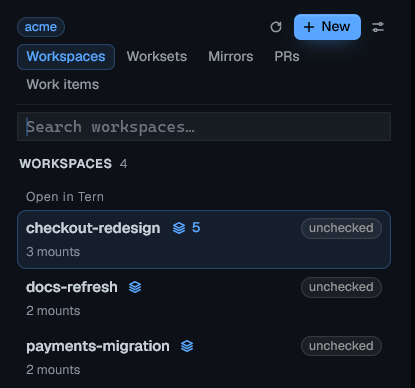 acme
+ New
Workspaces Worksets Mirrors PRs
Work items
Search workspaces…
WORKSPACES 4
Open in Tern
checkout-redesign 5 unchecked
3 mounts
docs-refresh unchecked
2 mounts
payments-migration unchecked
2 mounts